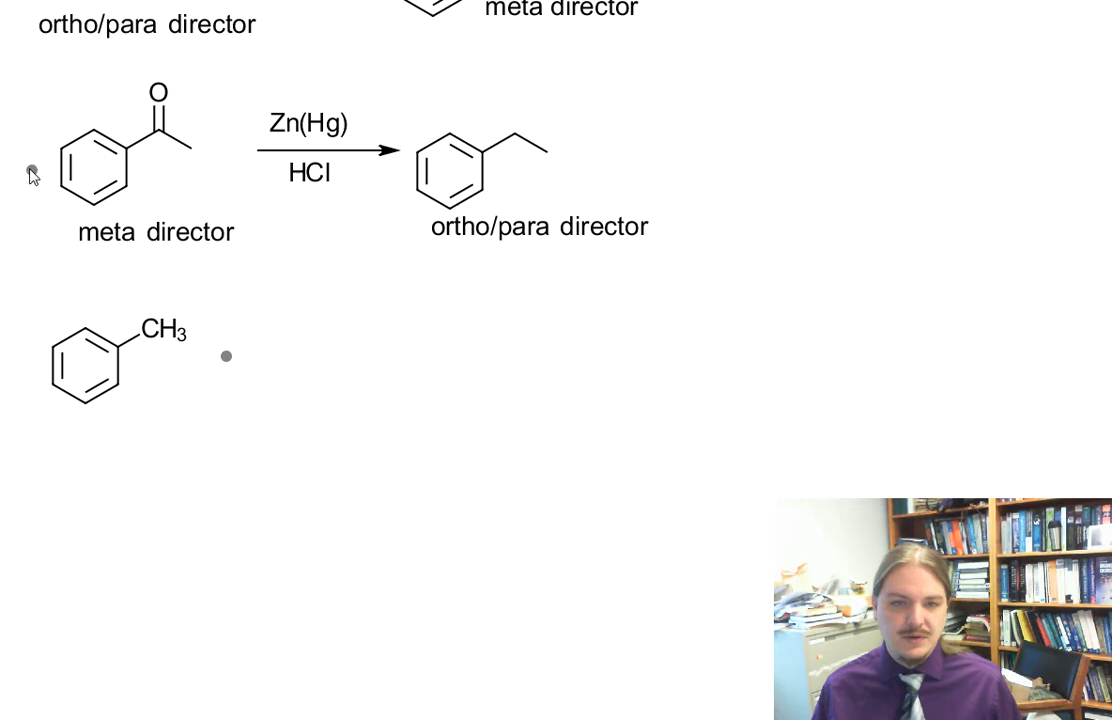 meta director
ortho/para director
O
Zn(Hg)
HCl
meta director
ortho/para director
CH3